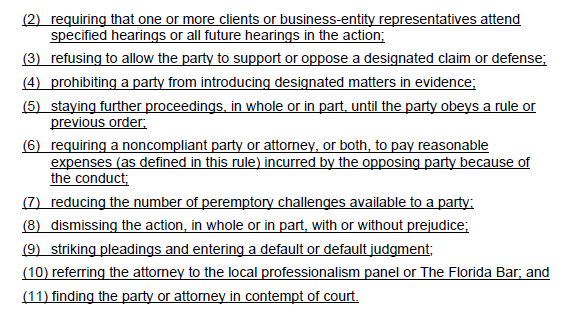 (2) requiring that one or more clients or business-entity representatives attend
specified hearings or all future hearings in the action;
(3) refusing to allow the party to support or oppose a designated claim or defense;
(4) prohibiting a party from introducing designated matters in evidence;
(5) staying further proceedings, in whole or in part, until the party obeys a rule or
previous order;
(6) requiring a noncompliant party or attorney, or both, to pay reasonable
expenses (as defined in this rule) incurred by the opposing party because of
the conduct;
(7) reducing the number of peremptory challenges available to a party;
(8) dismissing the action, in whole or in part, with or without prejudice;
(9) striking pleadings and entering a default or default judgment;
(10) referring the attorney to the local professionalism panel or The Florida Bar; and
(11) finding the party or attorney in contempt of court.